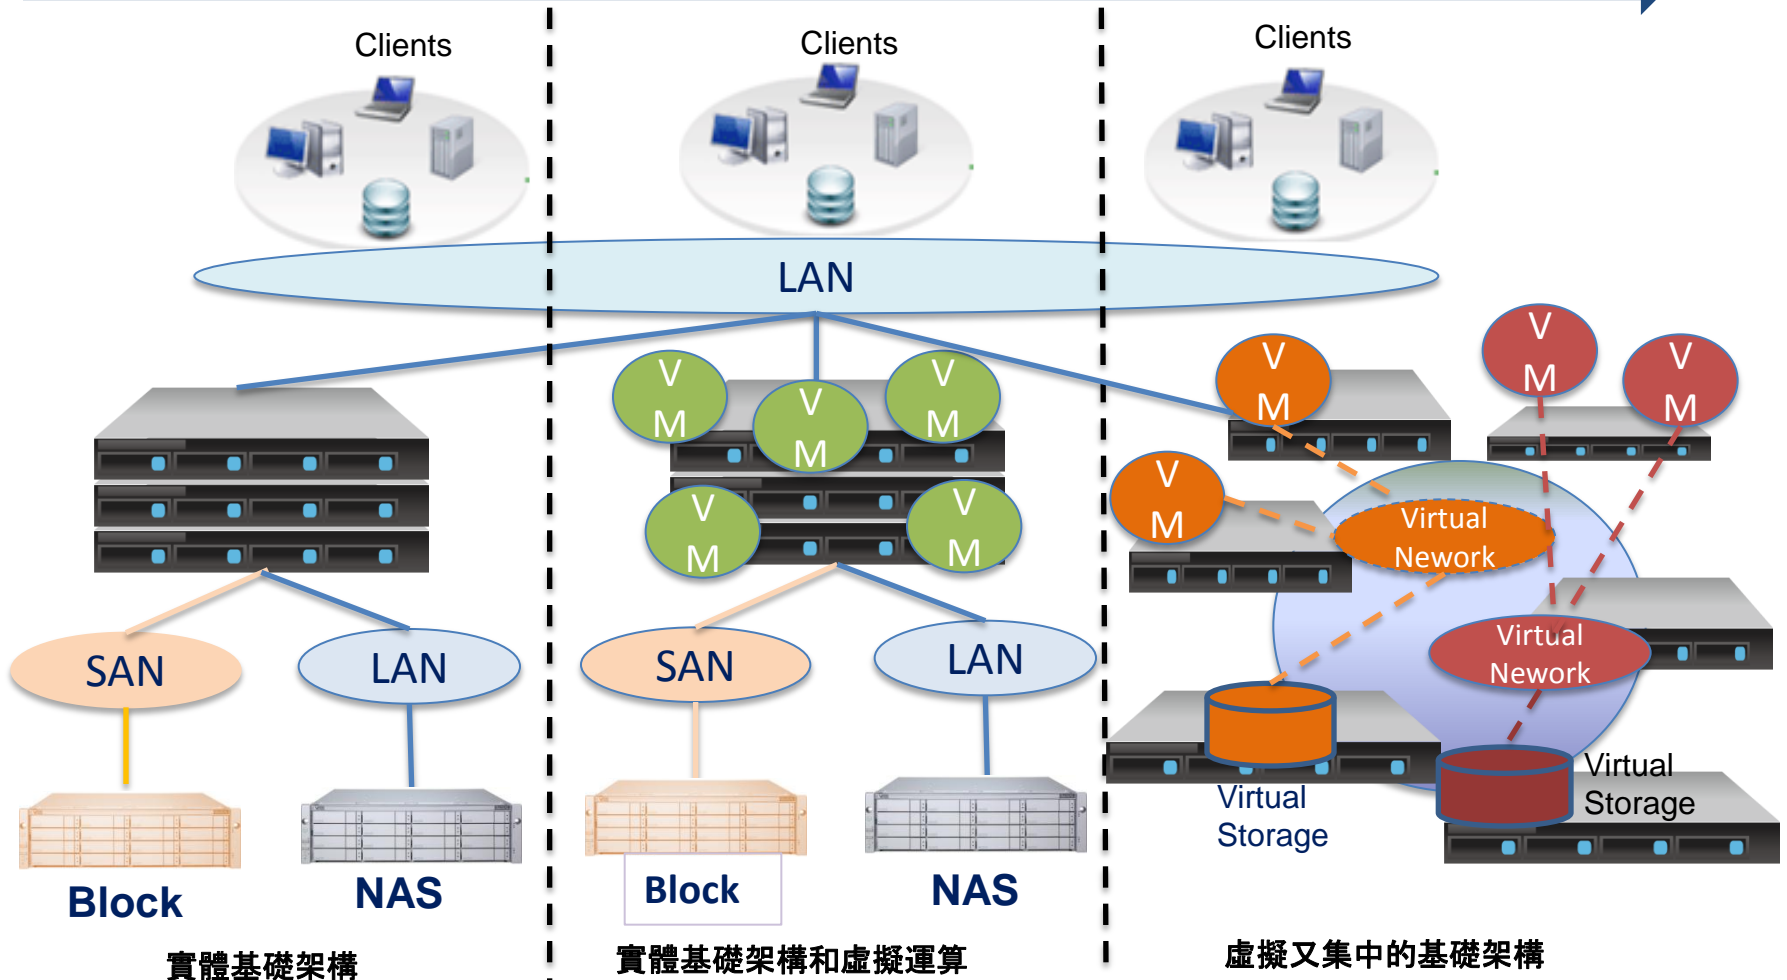 Clients
Clients
Clients
LAN
V
M
V
M
V
M
V
M
V
M
V
M
V
M
V
M
V
M
Virtual
Nework
Virtual
Nework
SAN
LAN
SAN
LAN
Virtual
Storage
Virtual
Storage
Block
NAS
Block
NAS
實體基礎架構
實體基礎架構和虛擬運算
虛擬又集中的基礎架構